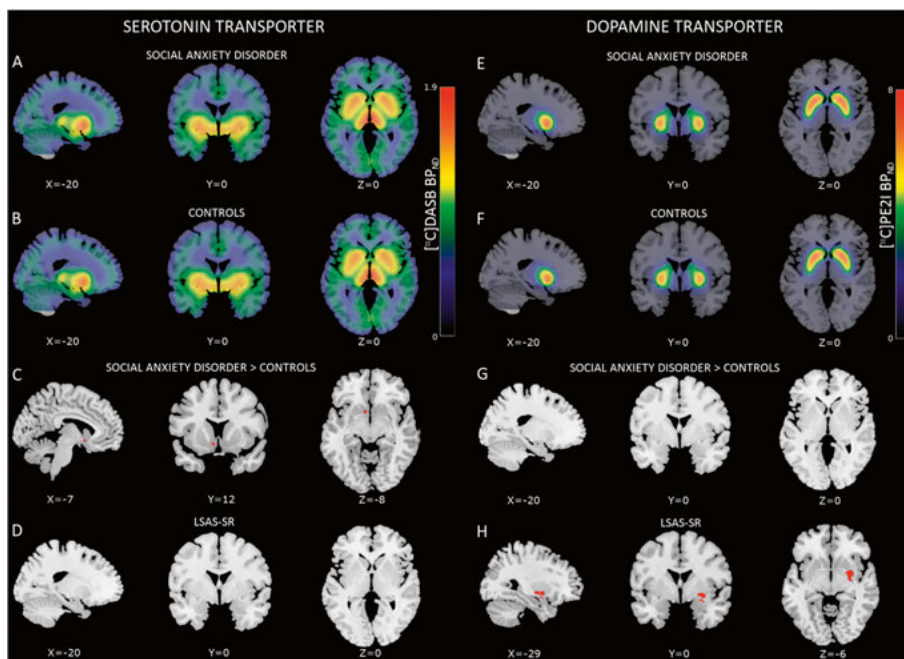 SEROTONIN TRANSPORTER
DOPAMINE TRANSPORTER
A
SOCIAL ANXIETY DISORDER
X=-20
Y=0
Z=0
B
CONTROLS
X=-20
Y=0
Z=0
1.9
[¹¹C]DASB BP_ND
0
C
SOCIAL ANXIETY DISORDER > CONTROLS
X=-7
Y=12
Z=-8
D
LSAS-SR
X=-20
Y=0
Z=0
E
SOCIAL ANXIETY DISORDER
X=-20
Y=0
Z=0
F
CONTROLS
X=-20
Y=0
Z=0
8
[¹¹C]PE2I BP_ND
0
G
SOCIAL ANXIETY DISORDER > CONTROLS
X=-20
Y=0
Z=0
H
LSAS-SR
X=-29
Y=0
Z=-6